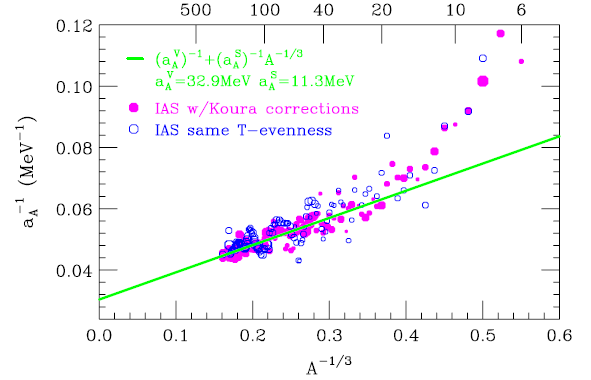 500 100 40 20 10 6
0.12
(a_A^V)^{-1}+(a_A^S)^{-1}A^{-1/3}
a_A^V=32.9MeV a_A^S=11.3MeV
0.10
IAS w/Koura corrections
IAS same T-evenness
0.08
0.06
0.04
a_A^{-1} (MeV^{-1})
0.0 0.1 0.2 0.3 0.4 0.5 0.6
A^{-1/3}